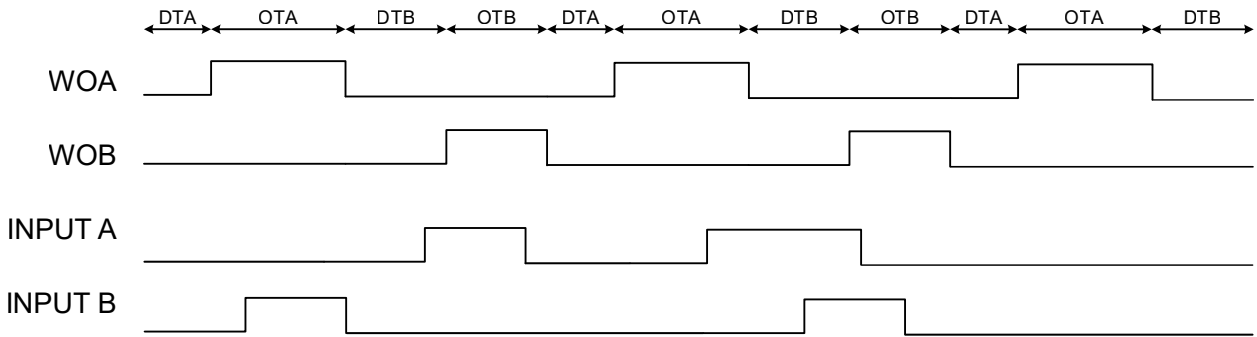 DTA OTA DTB OTB DTA OTA DTB OTB DTA OTA DTB
WOA
WOB
INPUT A
INPUT B